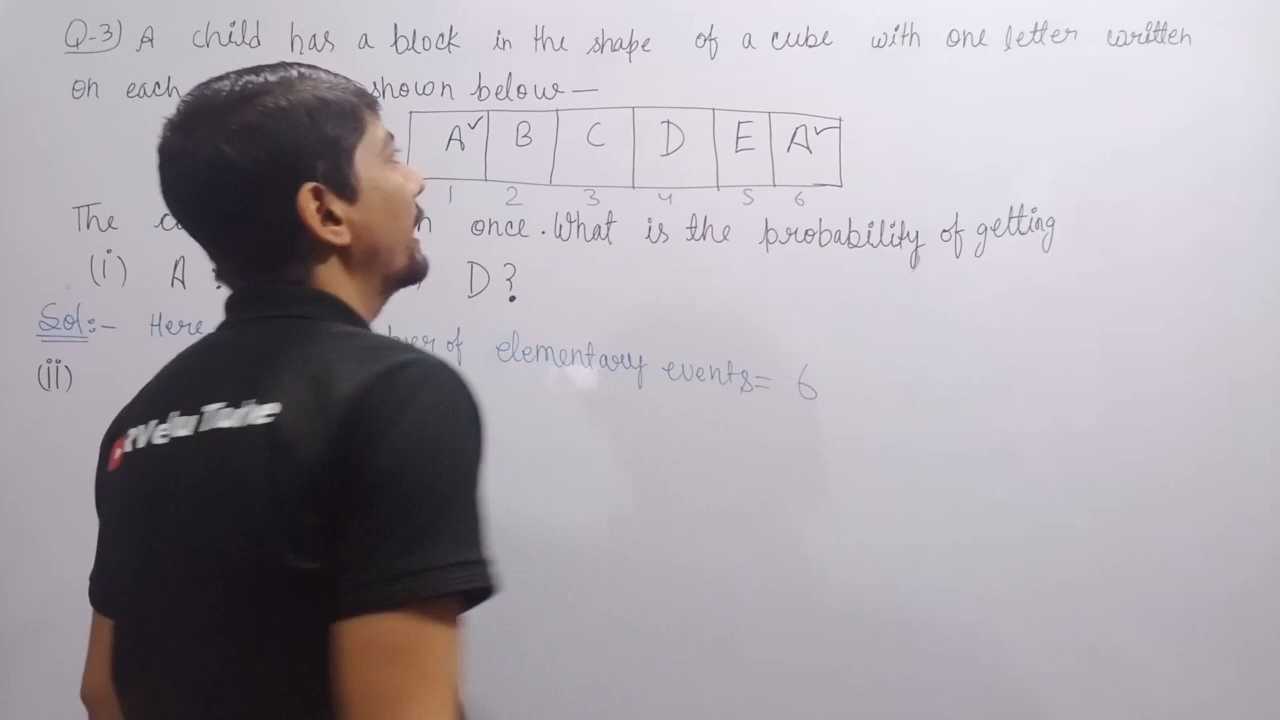 Q-3) A child has a block in the shape of a cube with one letter written
on each shown below —
A B C D E A
1 2 3 4 5 6
The once. What is the probability of getting
(i) A D?
Sol:- Here of elementary events = 6
(ii)